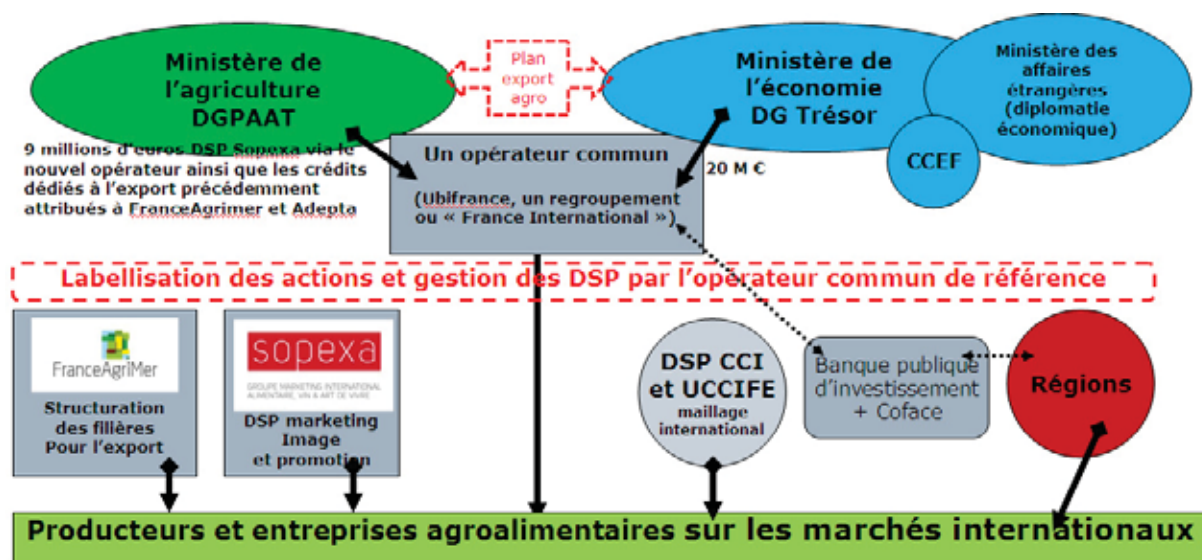 Ministère de
l'agriculture
DGPAAT
Plan
export
agro
Ministère de
l'économie
DG Trésor
Ministère des
affaires
étrangères
(diplomatie
économique)
CCEF
9 millions d'euros DSP Sopexa via le
nouvel opérateur ainsi que les crédits
dédiés à l'export précédemment
attribués à FranceAgrimer et Adepta
Un opérateur commun
(Ubifrance, un regroupement
ou « France International »)
20 M €
Labellisation des actions et gestion des DSP par l'opérateur commun de référence
FranceAgriMer
Structuration
des filières
Pour l'export
sopexa
GROUPE MARKETING INTERNATIONAL
ALIMENTAIRE, VIN & ART DE VIVRE
DSP marketing
Image
et promotion
DSP CCI
et UCCIFE
maillage
international
Banque publique
d'investissement
+ Coface
Régions
Producteurs et entreprises agroalimentaires sur les marchés internationaux